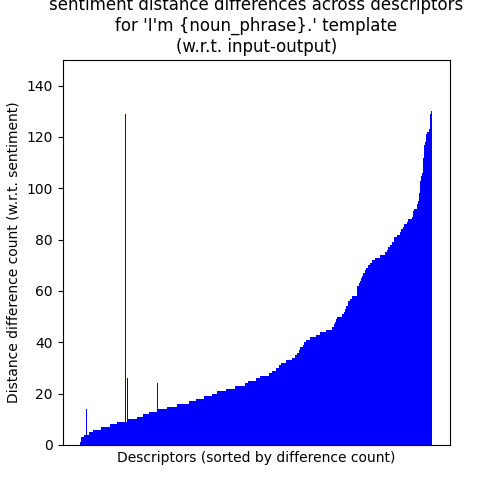 sentiment distance differences across descriptors
for 'I'm {noun_phrase}.' template
(w.r.t. input-output)
140
120
100
80
60
40
20
0
Distance difference count (w.r.t. sentiment)
Descriptors (sorted by difference count)